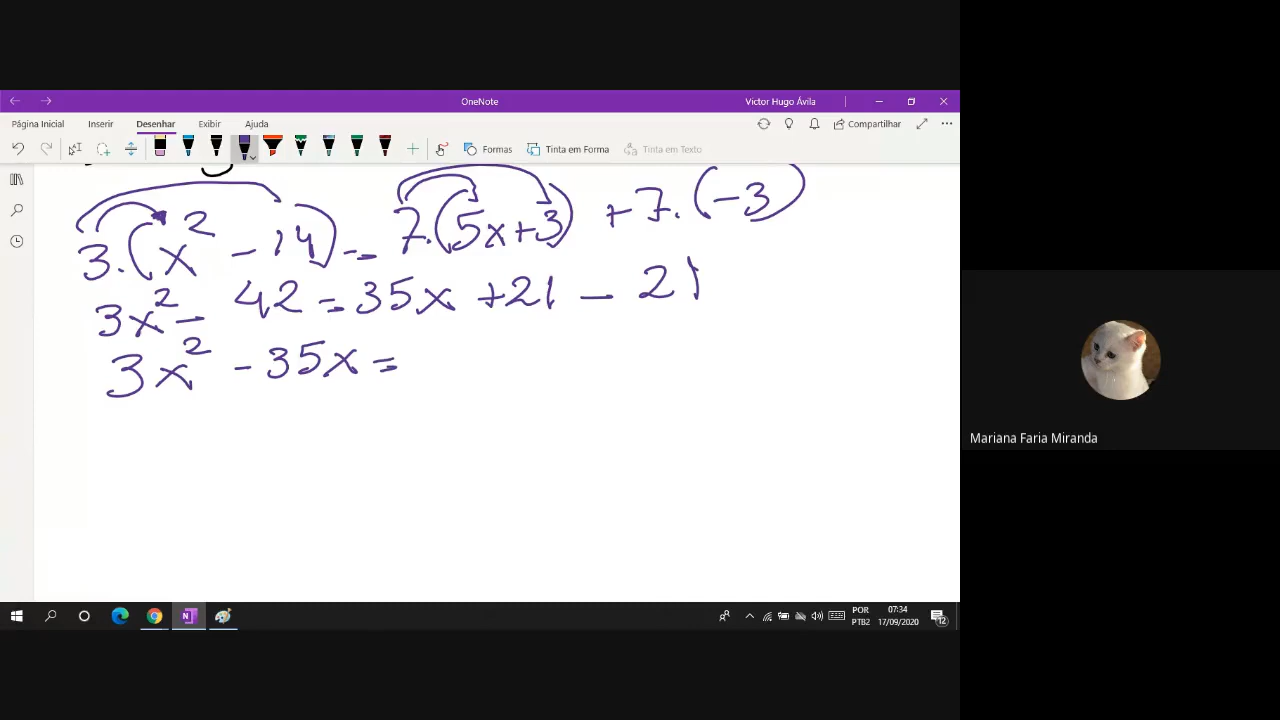 OneNote
Victor Hugo Ávila
Página Inicial Inserir Desenhar Exibir Ajuda
Compartilhar
Formas Tinta em Forma Tinta em Texto
3.(x² - 14) = 7.(5x+3) + 7.(-3)
3x² - 42 = 35x + 21 - 21
3x² - 35x =
Mariana Faria Miranda
POR 07:34
PTB2 17/09/2020 12